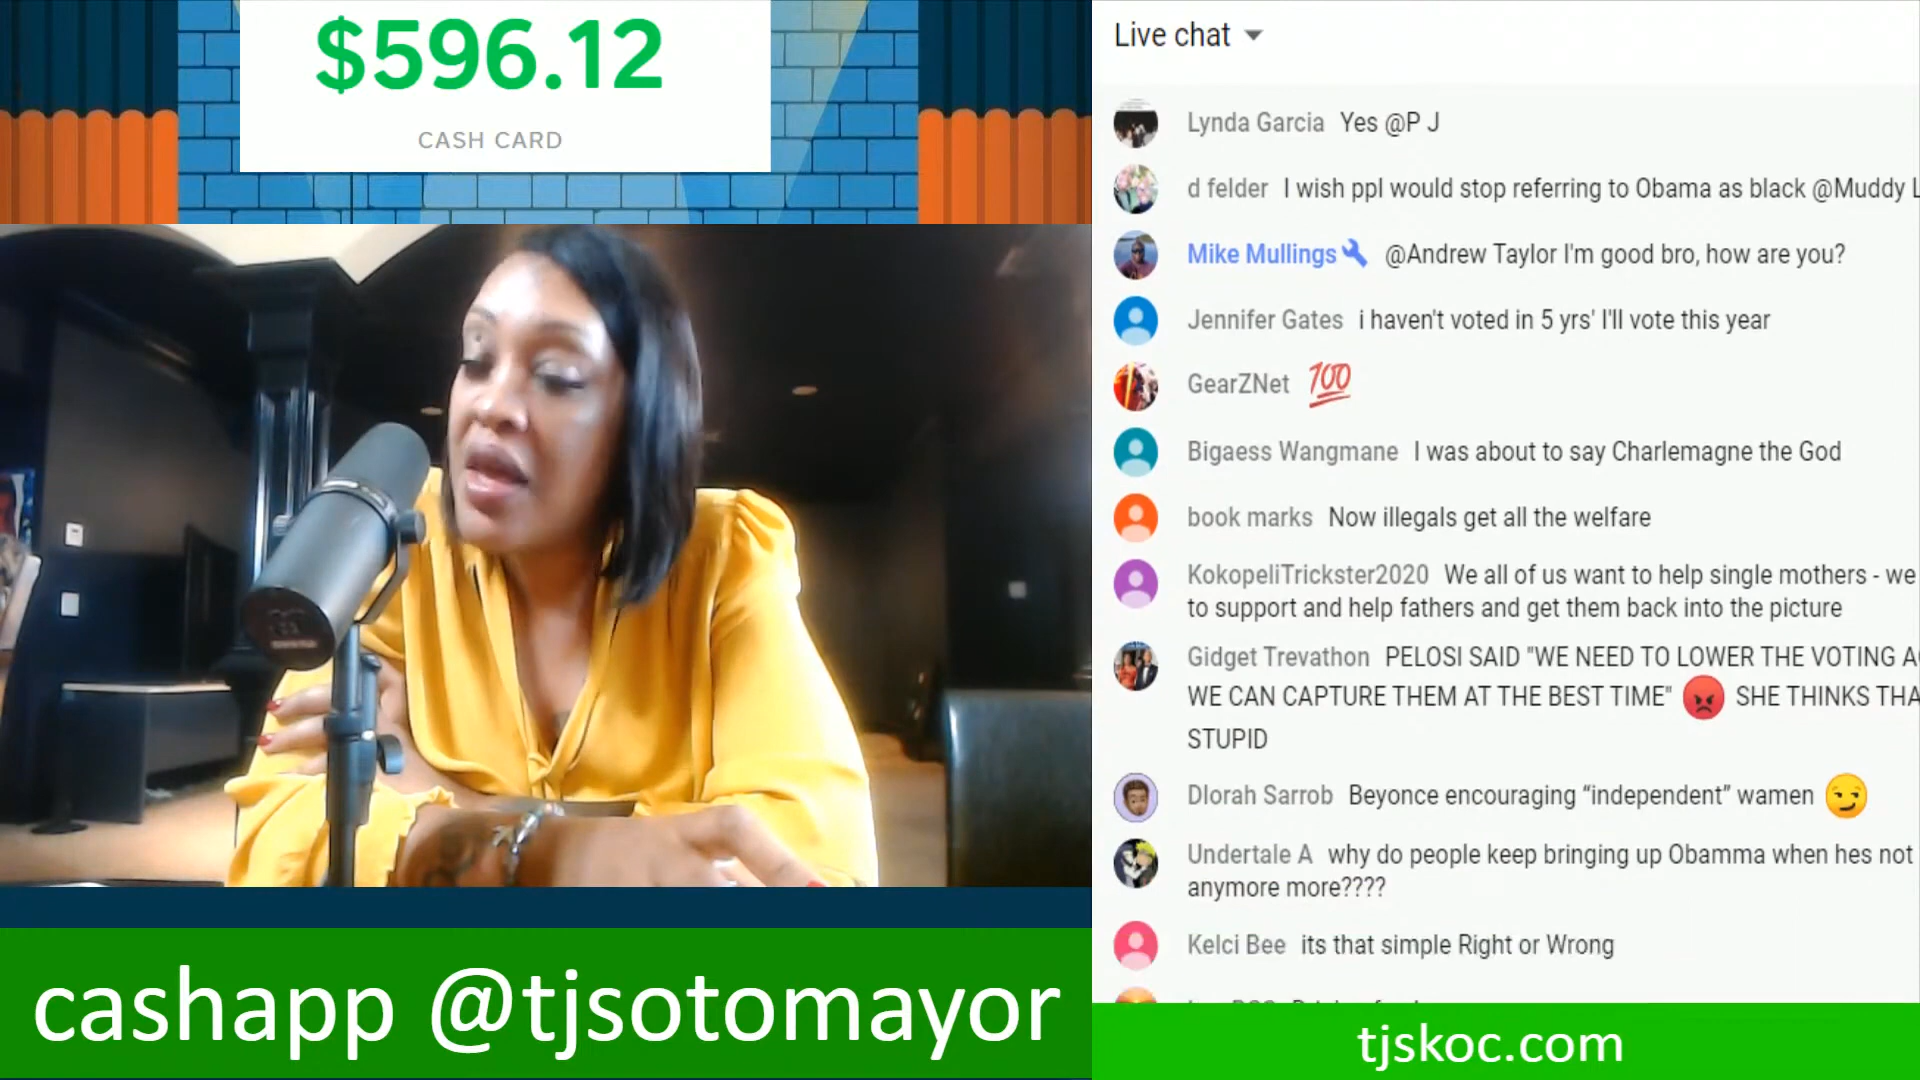 $596.12
CASH CARD
cashapp @tjsotomayor
Live chat
Lynda Garcia Yes @P J
d felder I wish ppl would stop referring to Obama as black @Muddy
Mike Mullings @Andrew Taylor I'm good bro, how are you?
Jennifer Gates i haven't voted in 5 yrs' I'll vote this year
GearZNet 💯
Bigaess Wangmane I was about to say Charlemagne the God
book marks Now illegals get all the welfare
KokopeliTrickster2020 We all of us want to help single mothers - we
to support and help fathers and get them back into the picture
Gidget Trevathon PELOSI SAID "WE NEED TO LOWER THE VOTING
WE CAN CAPTURE THEM AT THE BEST TIME" 😡 SHE THINKS
STUPID
Dlorah Sarrob Beyonce encouraging “independent” wamen 😏
Undertale A why do people keep bringing up Obamma when hes not
anymore more????
Kelci Bee its that simple Right or Wrong
tjskoc.com